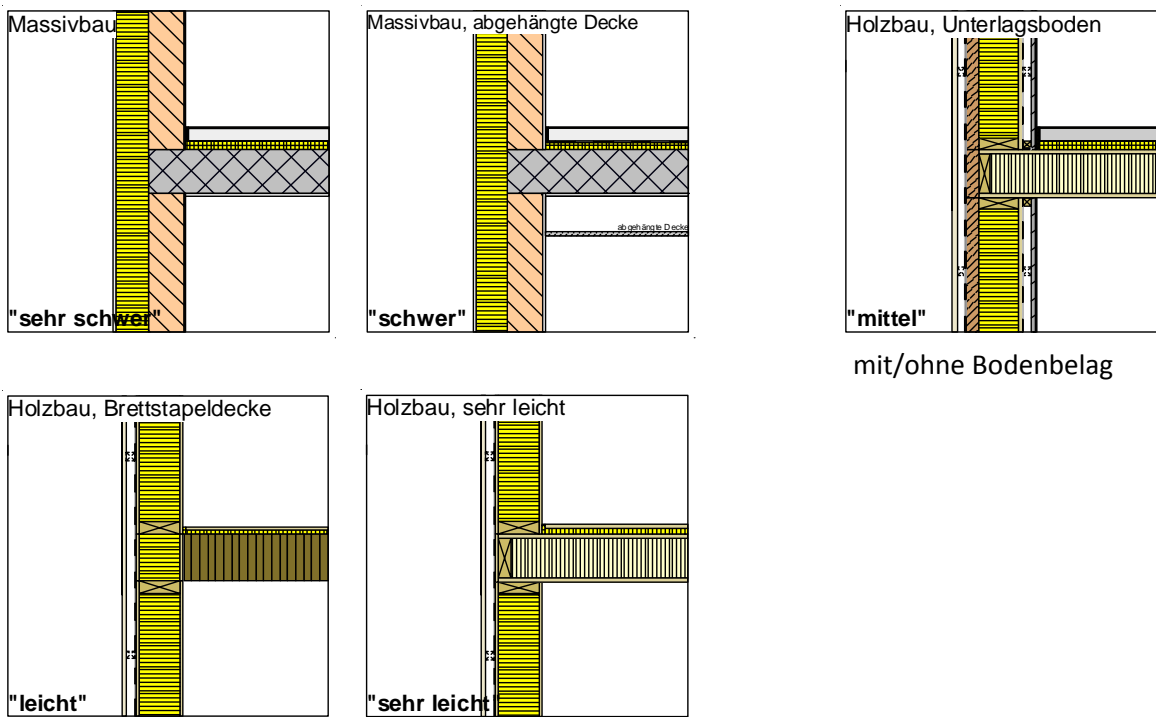 Massivbau
"sehr schwer"
Massivbau, abgehängte Decke
abgehängte Decke
"schwer"
Holzbau, Unterlagsboden
"mittel"
mit/ohne Bodenbelag
Holzbau, Brettstapeldecke
"leicht"
Holzbau, sehr leicht
"sehr leicht"